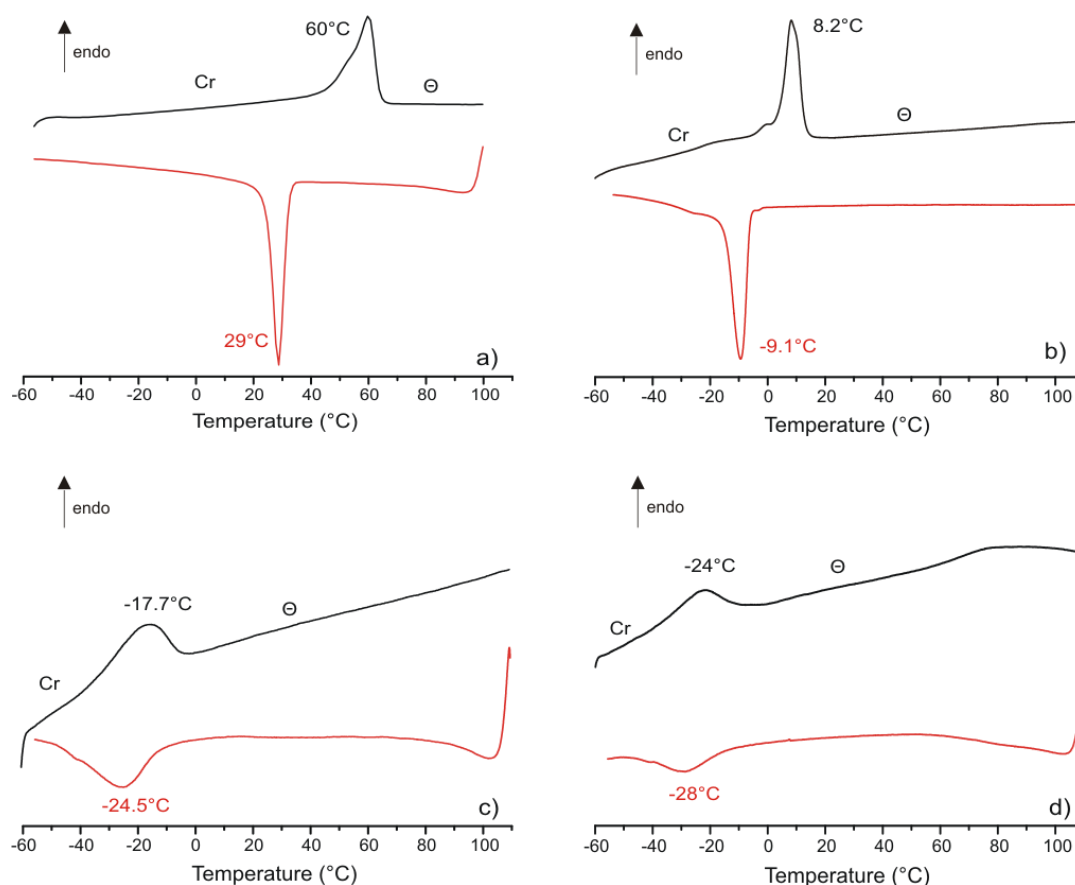 60°C
endo
Cr
Θ
29°C
a)
-60 -40 -20 0 20 40 60 80 100
Temperature (°C)
8.2°C
endo
Cr
Θ
-9.1°C
b)
-60 -40 -20 0 20 40 60 80 100
Temperature (°C)
endo
-17.7°C
Θ
Cr
-24.5°C
c)
-60 -40 -20 0 20 40 60 80 100
Temperature (°C)
endo
-24°C
Θ
Cr
-28°C
d)
-60 -40 -20 0 20 40 60 80 100
Temperature (°C)